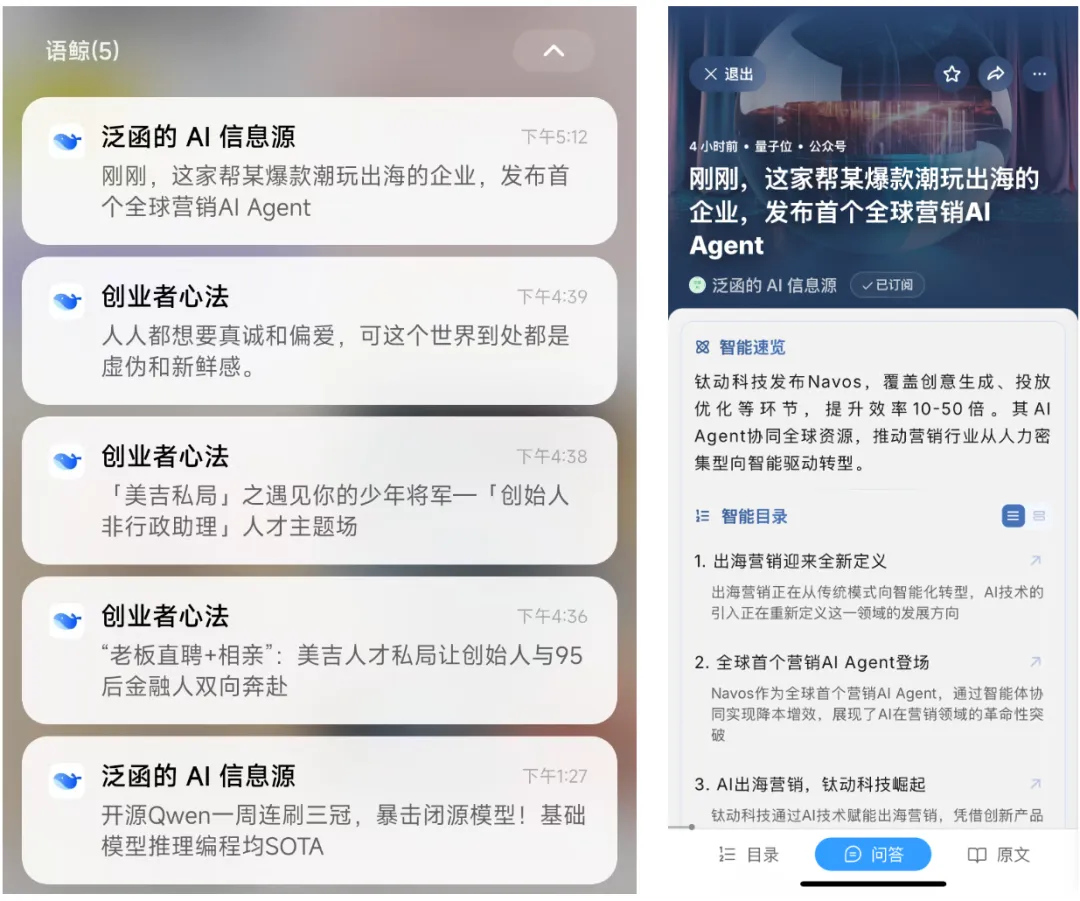 语鲸(5)
泛函的 AI 信息源
下午5:12
刚刚，这家帮某爆款潮玩出海的企业，发布首
个全球营销AI Agent
创业者心法
下午4:39
人人都想要真诚和偏爱，可这个世界到处都是
虚伪和新鲜感。
创业者心法
下午4:38
「美吉私局」之遇见你的少年将军—「创始人
非行政助理」人才主题场
创业者心法
下午4:36
“老板直聘+相亲”：美吉人才私局让创始人与95
后金融人双向奔赴
泛函的 AI 信息源
下午1:27
开源Qwen一周连刷三冠，暴击闭源模型！基础
模型推理编程均SOTA
退出
4 小时前 • 量子位 • 公众号
刚刚，这家帮某爆款潮玩出海的
企业，发布首个全球营销AI
Agent
泛函的 AI 信息源
已订阅
智能速览
钛动科技发布Navos，覆盖创意生成、投放
优化等环节，提升效率10-50倍。其AI
Agent协同全球资源，推动营销行业从人力密
集型向智能驱动转型。
智能目录
1. 出海营销迎来全新定义
出海营销正在从传统模式向智能化转型，AI技术的
引入正在重新定义这一领域的发展方向
2. 全球首个营销AI Agent登场
Navos作为全球首个营销AI Agent，通过智能体协
同实现降本增效，展现了AI在营销领域的革命性突
破
3. AI出海营销，钛动科技崛起
钛动科技通过AI技术赋能出海营销，凭借创新产品
目录
问答
原文